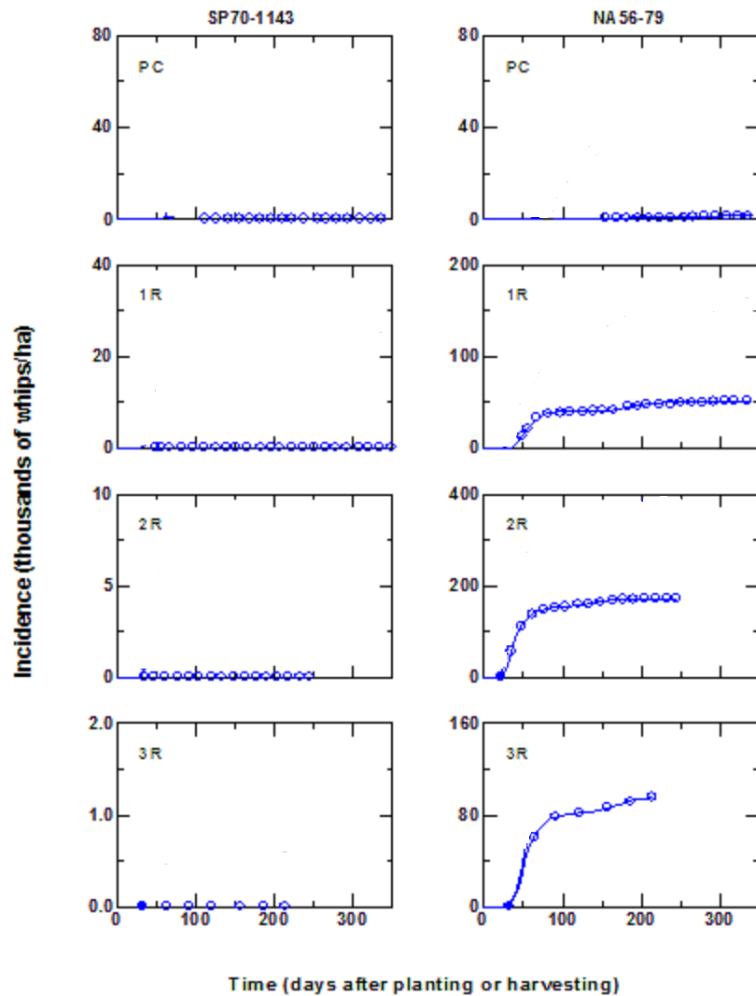 SP70-1143 NA56-79
80 80
PC PC
40 40
0 0
40 200
1R 1R
20 100
0 0
10 400
2R 2R
5 200
0 0
2.0 160
3R 3R
1.0 80
0.0 0
0 100 200 300 0 100 200 300
Incidence (thousands of whips/ha)
Time (days after planting or harvesting)